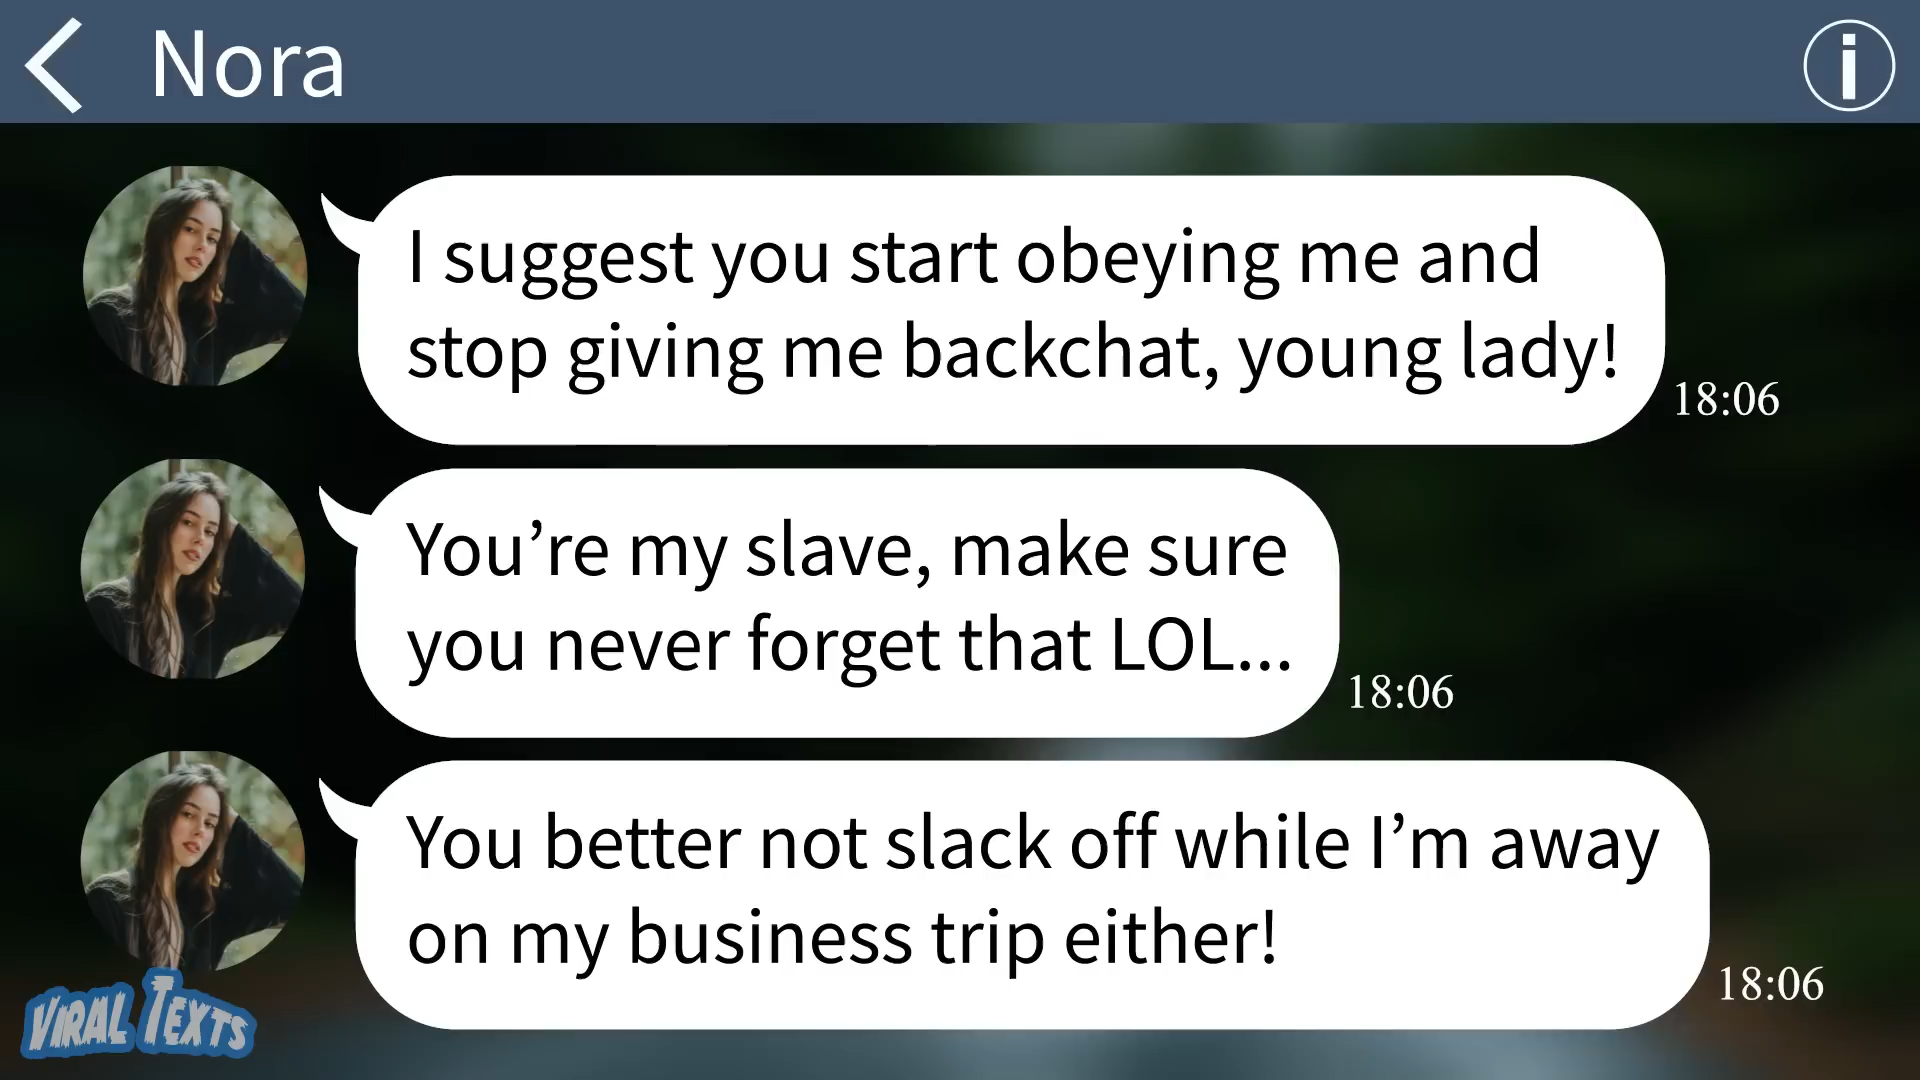 Nora
I suggest you start obeying me and
stop giving me backchat, young lady!
18:06
You’re my slave, make sure
you never forget that LOL...
18:06
You better not slack off while I’m away
on my business trip either!
18:06
VIRAL TEXTS